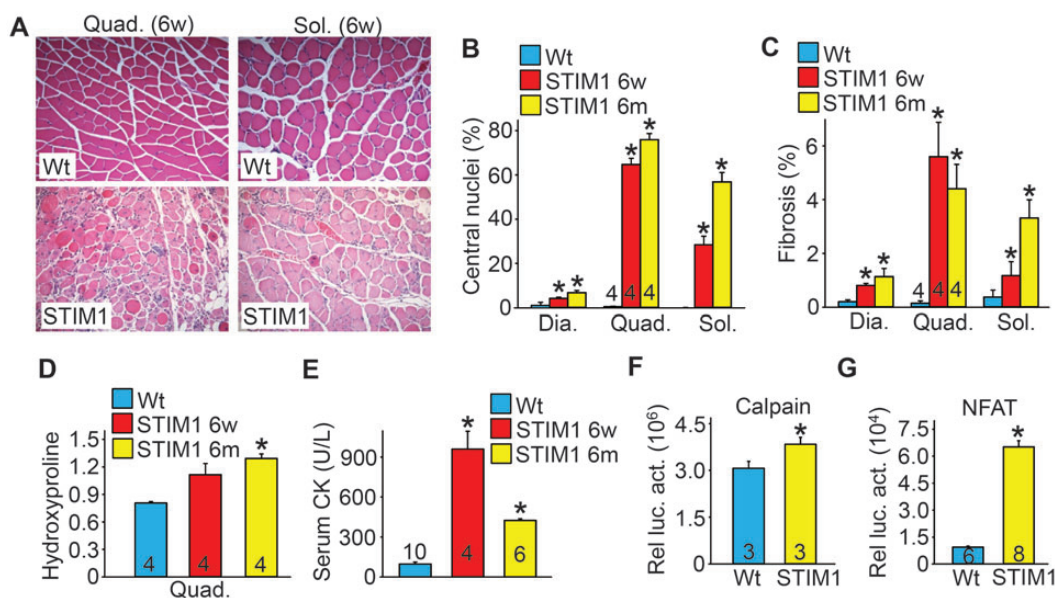 A
Quad. (6w)
Sol. (6w)
Wt
Wt
STIM1
STIM1
B
Wt
STIM1 6w
STIM1 6m
Central nuclei (%)
80
60
40
20
0
* * * * * *
4 4 4
Dia. Quad. Sol.
C
Wt
STIM1 6w
STIM1 6m
Fibrosis (%)
8
6
4
2
0
* * * * * *
4 4 4
Dia. Quad. Sol.
D
Wt
STIM1 6w
STIM1 6m
Hydroxyproline
1.5
1.2
0.9
0.6
0.3
0
*
4 4 4
Quad.
E
Wt
STIM1 6w
STIM1 6m
Serum CK (U/L)
900
600
300
0
* *
10 4 6
F
Calpain
Rel luc. act. (10⁶)
4.5
3.0
1.5
0
*
3 3
Wt STIM1
G
NFAT
Rel luc. act. (10⁴)
7.5
6.0
4.5
3.0
1.5
0
*
6 8
Wt STIM1